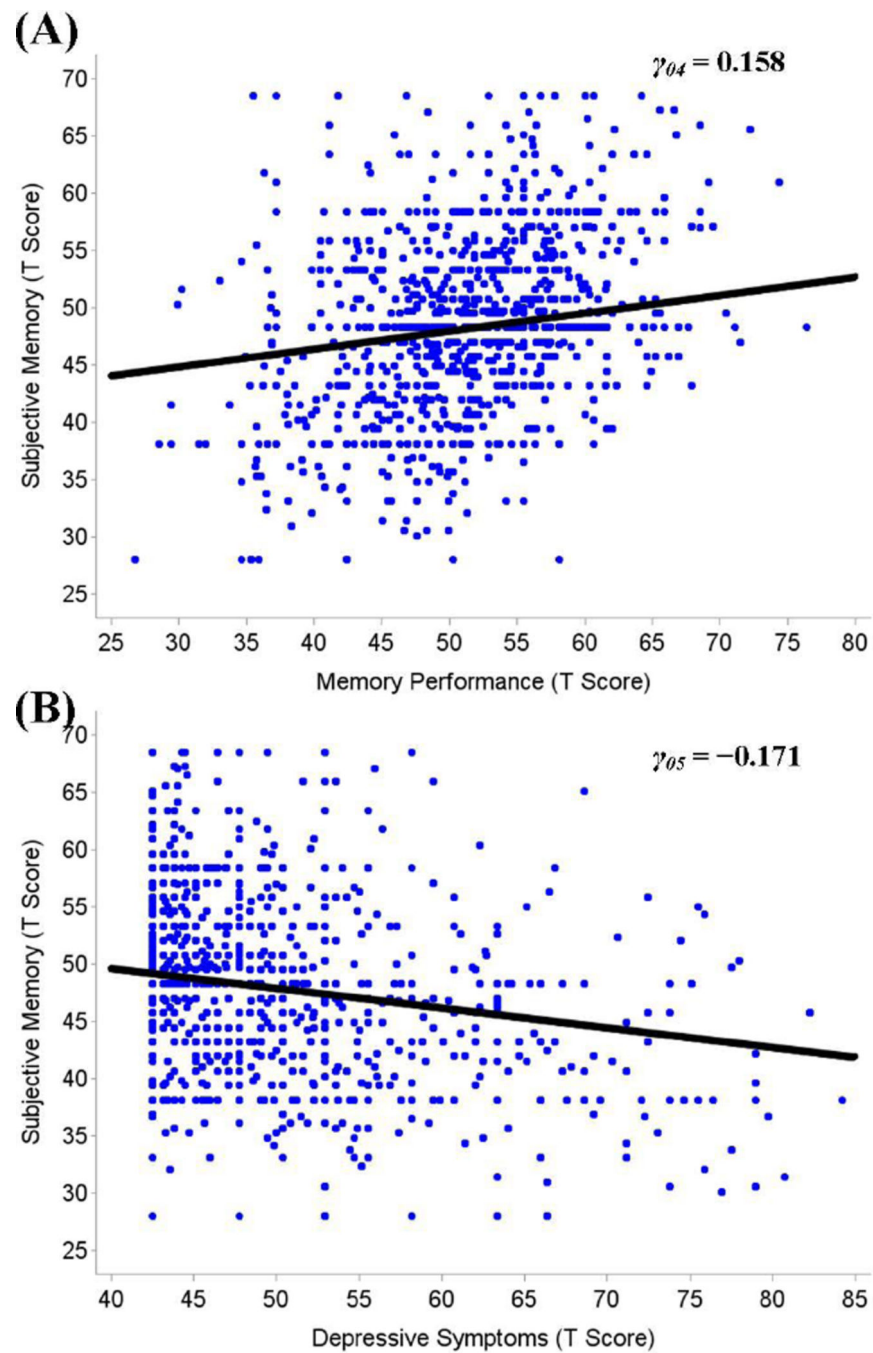 (A)
γ04 = 0.158
70
65
60
55
50
45
40
35
30
25
Subjective Memory (T Score)
25 30 35 40 45 50 55 60 65 70 75 80
Memory Performance (T Score)
(B)
γ05 = −0.171
70
65
60
55
50
45
40
35
30
25
Subjective Memory (T Score)
40 45 50 55 60 65 70 75 80 85
Depressive Symptoms (T Score)